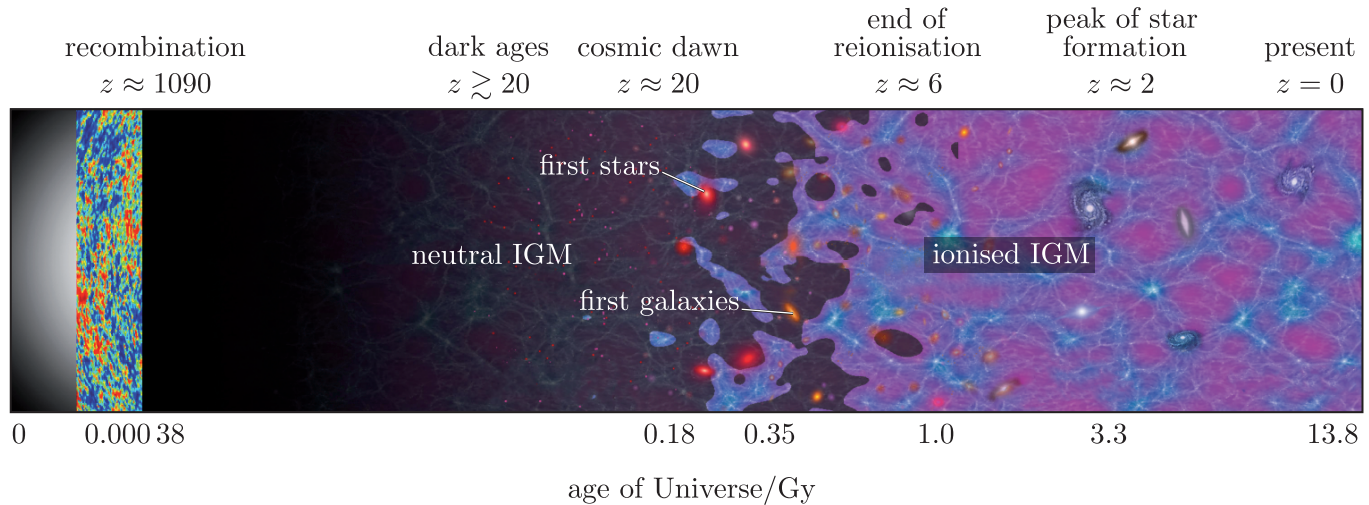 recombination
z ≈ 1090
dark ages
z ≳ 20
cosmic dawn
z ≈ 20
end of
reionisation
z ≈ 6
peak of star
formation
z ≈ 2
present
z = 0
first stars
neutral IGM
ionised IGM
first galaxies
0
0.000 38
0.18
0.35
1.0
3.3
13.8
age of Universe/Gy